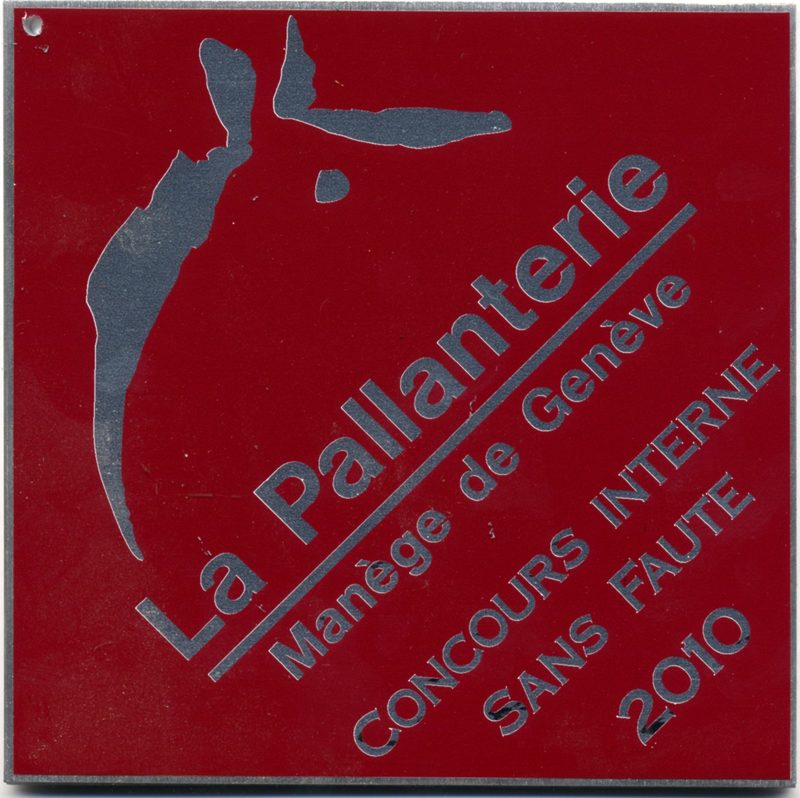 La Pallanterie
Manège de Genève
CONCOURS INTERNE
SANS FAUTE
2010